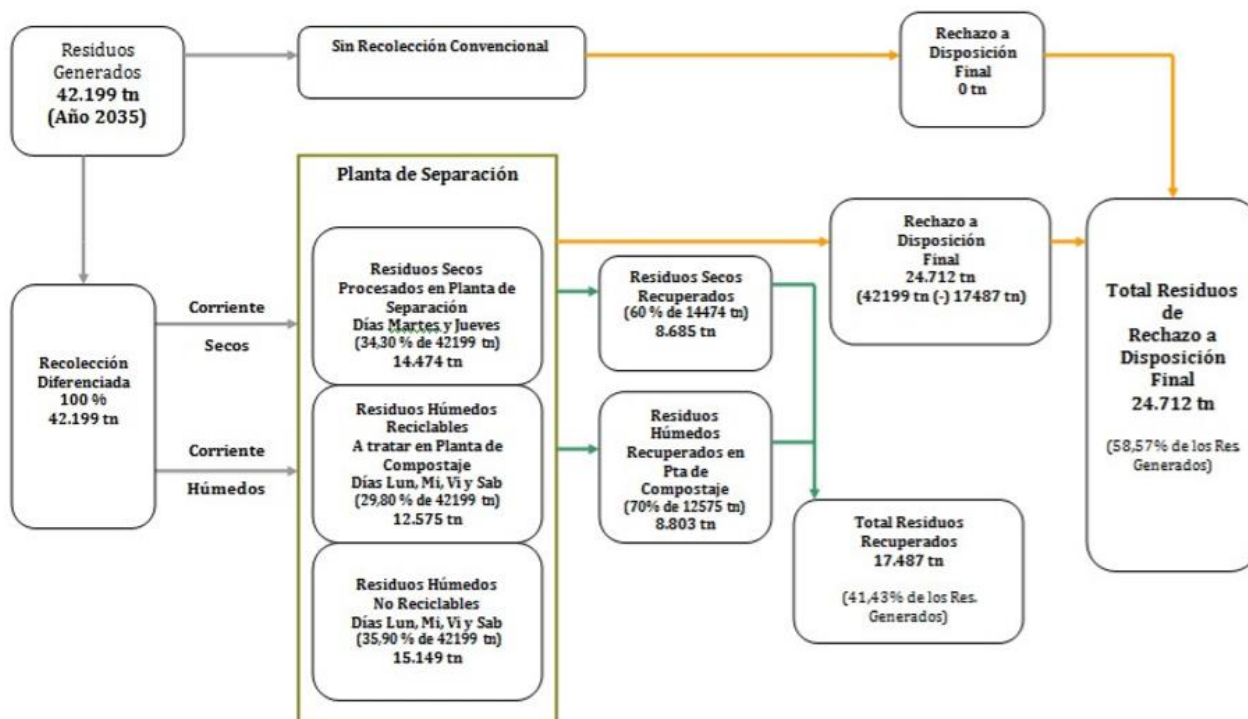 Residuos
Generados
42.199 tn
(Año 2035)
Sin Recolección Convencional
Rechazo a
Disposición
Final
0 tn
Planta de Separación
Recolección
Diferenciada
100 %
42.199 tn
Corriente
Secos
Corriente
Húmedos
Residuos Secos
Procesados en Planta de
Separación
Días Martes y Jueves
(34,30 % de 42199 tn)
14.474 tn
Residuos Húmedos
Reciclables
A tratar en Planta de
Compostaje
Días Lun, Mi, Vi y Sab
(29,80 % de 42199 tn)
12.575 tn
Residuos Húmedos
No Reciclables
Días Lun, Mi, Vi y Sab
(35,90 % de 42199 tn)
15.149 tn
Residuos Secos
Recuperados
(60 % de 14474 tn)
8.685 tn
Residuos
Húmedos
Recuperados en
Pta de
Compostaje
(70% de 12575 tn)
8.803 tn
Rechazo a
Disposición
Final
24.712 tn
(42199 tn (-) 17487 tn)
Total Residuos
Recuperados
17.487 tn
(41,43% de los Res.
Generados)
Total Residuos
de
Rechazo a
Disposición
Final
24.712 tn
(58,57% de los Res.
Generados)